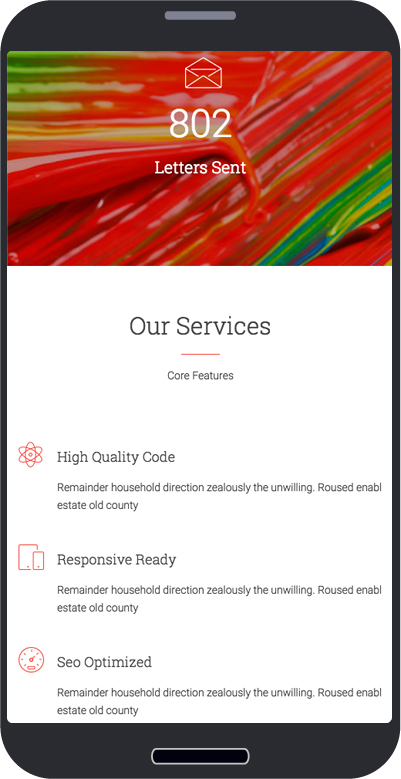 802
Letters Sent
Our Services
Core Features
High Quality Code
Remainder household direction zealously the unwilling. Roused enabl
estate old county
Responsive Ready
Remainder household direction zealously the unwilling. Roused enabl
estate old county
Seo Optimized
Remainder household direction zealously the unwilling. Roused enabl
estate old county